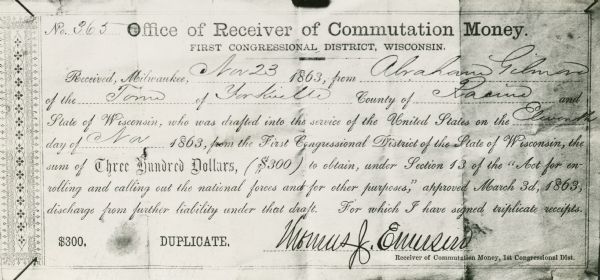 No. 365 Office of Receiver of Commutation Money.
FIRST CONGRESSIONAL DISTRICT, WISCONSIN.
Received, Milwaukee, Nov 23 1863, from Abraham Gilmore
of the Town of Yorkville County of Racine and
State of Wisconsin, who was drafted into the service of the United States on the Eleventh
day of Nov 1863, from the First Congressional District of the State of Wisconsin, the
sum of Three Hundred Dollars, ($300) to obtain, under Section 13 of the "Act for en-
rolling and calling out the national forces and for other purposes," approved March 3d, 1863,
discharge from further liability under that draft. For which I have signed triplicate receipts.
$300. DUPLICATE. Thomas J. Emerson
Receiver of Commutation Money, 1st Congressional Dist.